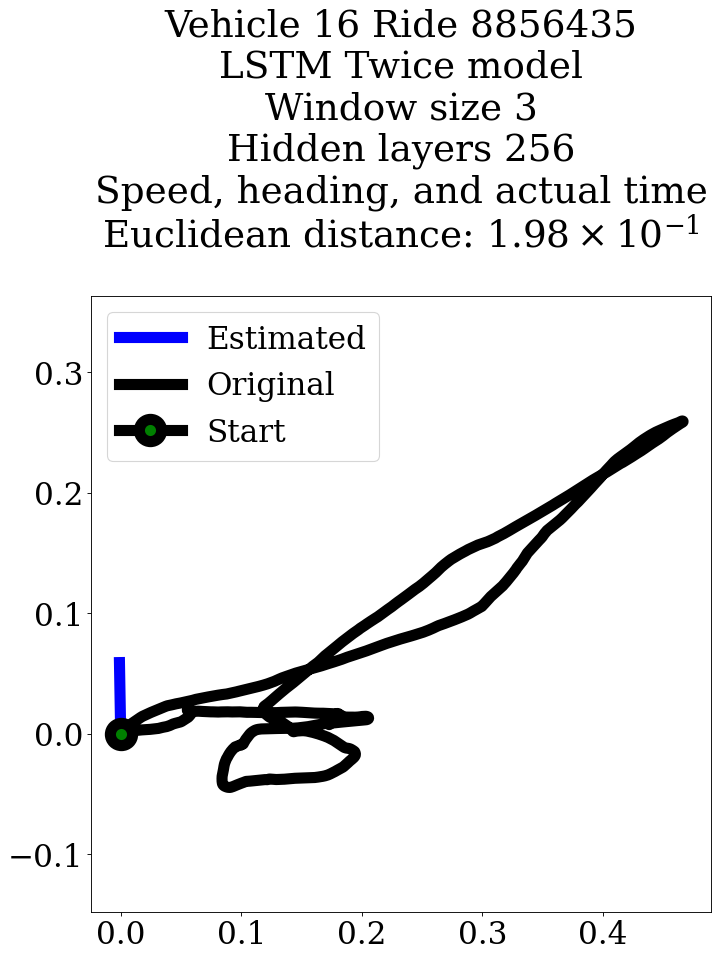 Vehicle 16 Ride 8856435
LSTM Twice model
Window size 3
Hidden layers 256
Speed, heading, and actual time
Euclidean distance: 1.98 × 10⁻¹
Estimated
Original
Start
0.3
0.2
0.1
0.0
−0.1
0.0 0.1 0.2 0.3 0.4